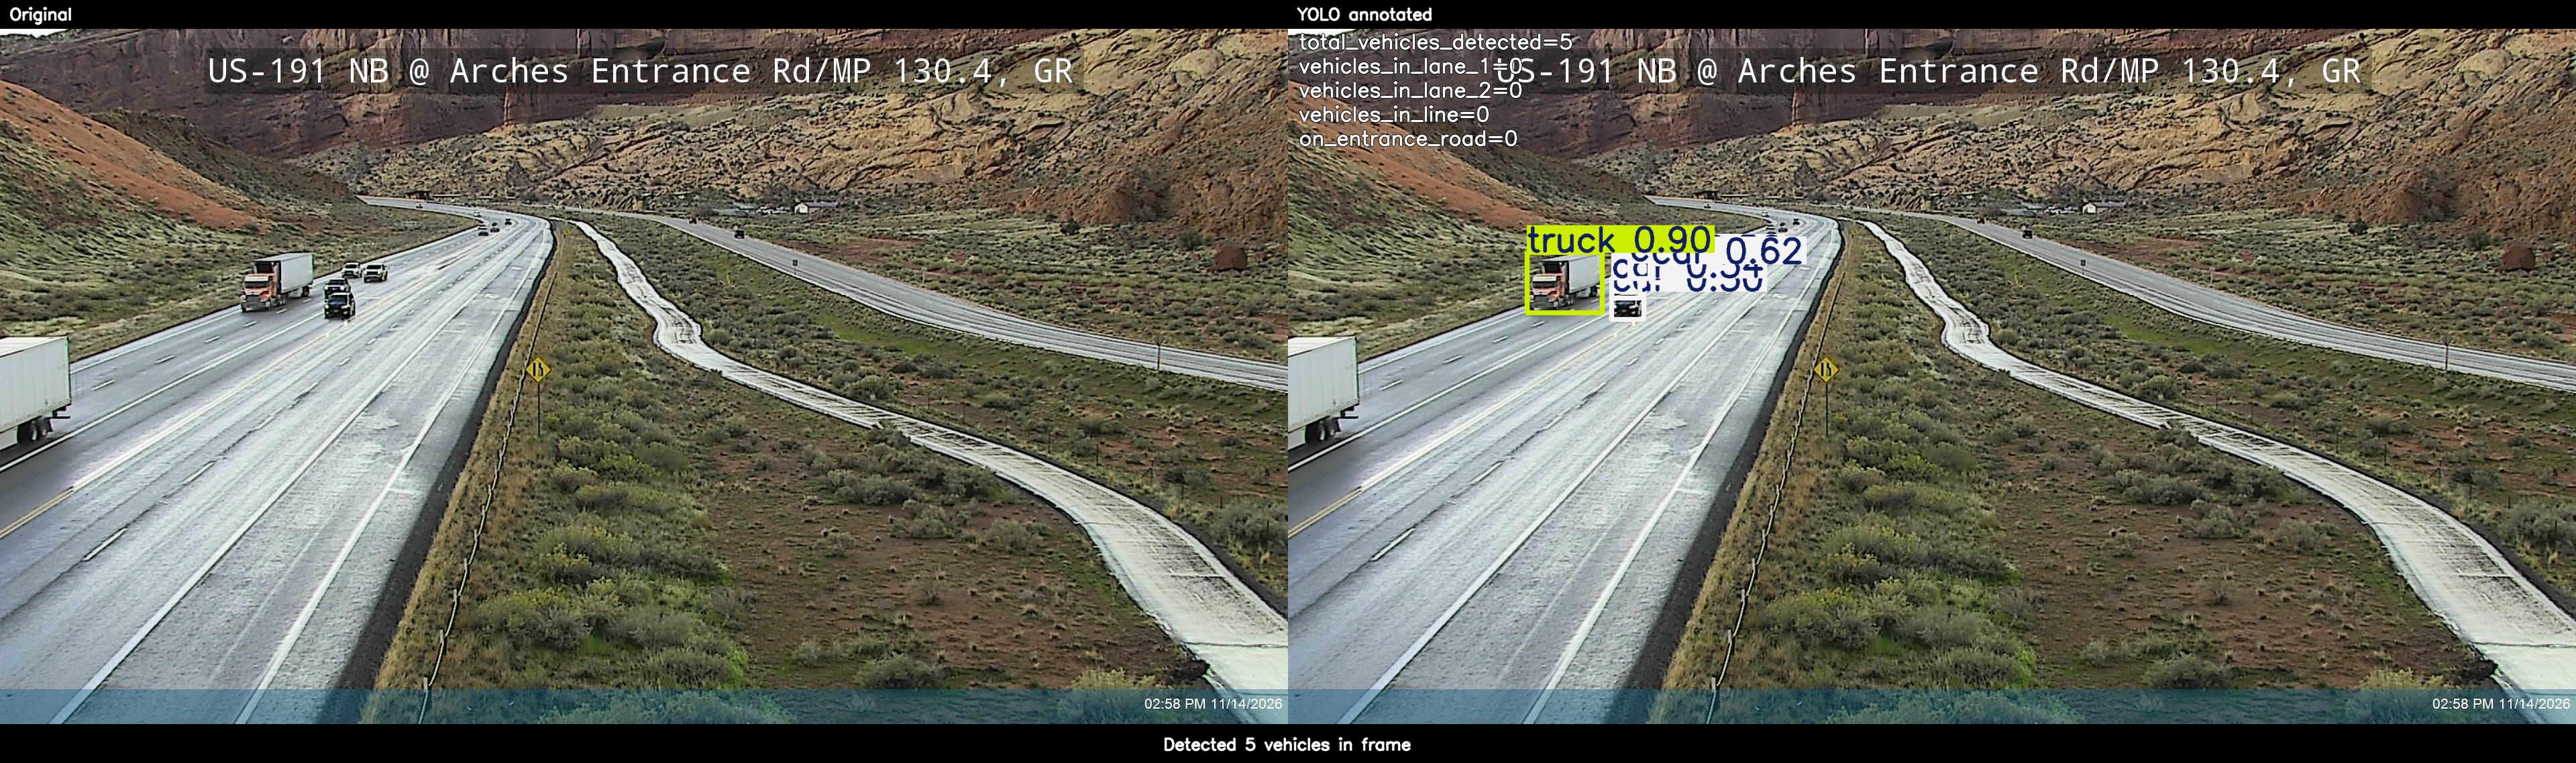 Original
US-191 NB @ Arches Entrance Rd/MP 130.4, GR
02:58 PM 11/14/2026
YOLO annotated
total_vehicles_detected=5
vehicles_in_lane_1=0
US-191 NB @ Arches Entrance Rd/MP 130.4, GR
vehicles_in_lane_2=0
vehicles_in_line=0
on_entrance_road=0
truck 0.90
car 0.62
car
02:58 PM 11/14/2026
Detected 5 vehicles in frame